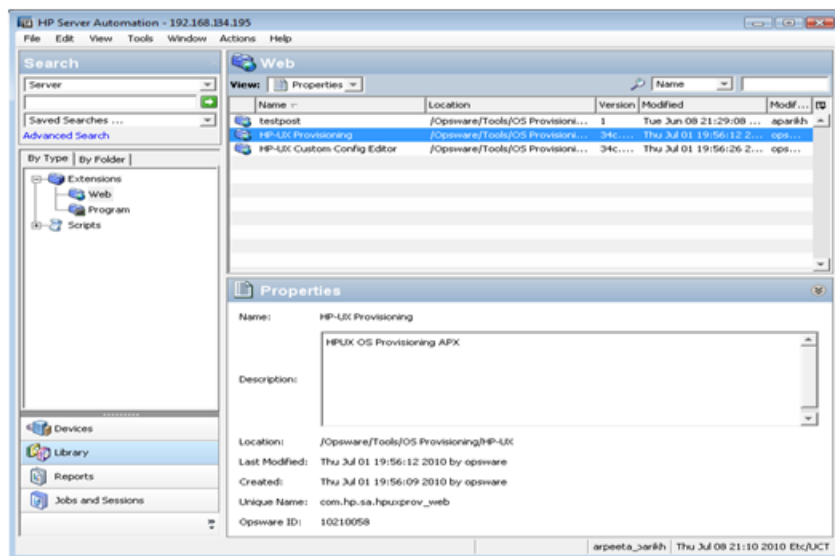 HP Server Automation - 192.168.134.195
File Edit View Tools Window Actions Help
Search
Server
Saved Searches ...
Advanced Search
By Type By Folder
Extensions
Web
Program
Scripts
Devices
Library
Reports
Jobs and Sessions
Web
View: Properties Name
Name Location Version Modified Modif...
testpost /Opsware/Tools/OS Provisioni... 1 Tue Jun 08 21:29:08 ... aparikh
HP-UX Provisioning /Opsware/Tools/OS Provisioni... 34c.... Thu Jul 01 19:56:12 2... ops...
HP-UX Custom Config Editor /Opsware/Tools/OS Provisioni... 34c.... Thu Jul 01 19:56:26 2... ops...
Properties
Name: HP-UX Provisioning
Description: HPUX OS Provisioning APX
Location: /Opsware/Tools/OS Provisioning/HP-UX
Last Modified: Thu Jul 01 19:56:12 2010 by opsware
Created: Thu Jul 01 19:56:09 2010 by opsware
Unique Name: com.hp.sa.hpuxprov_web
Opsware ID: 10210058
arpeeta_parikh Thu Jul 08 21:10 2010 Etc/UCT